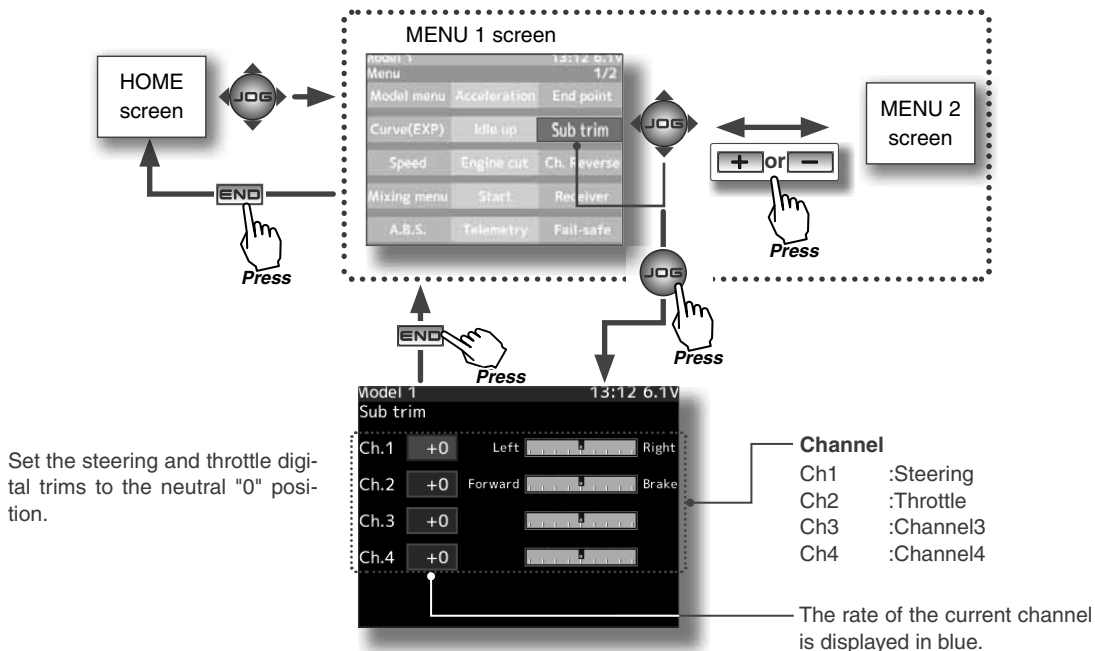 MENU 1 screen
HOME
screen
JOG
Model 1 13:12 6.1V
Menu 1/2
Model menu Acceleration End point
Curve(EXP) Idle up Sub trim
Speed Engine cut Ch. Reverse
Mixing menu Start Receiver
A.B.S. Telemetry Fail-safe
JOG
+ or −
Press
MENU 2
screen
END
Press
JOG
Press
END
Press
Model 1 13:12 6.1V
Sub trim
Ch.1 +0 Left Right
Ch.2 +0 Forward Brake
Ch.3 +0
Ch.4 +0
Set the steering and throttle digi-
tal trims to the neutral "0" posi-
tion.
Channel
Ch1 :Steering
Ch2 :Throttle
Ch3 :Channel3
Ch4 :Channel4
The rate of the current channel
is displayed in blue.